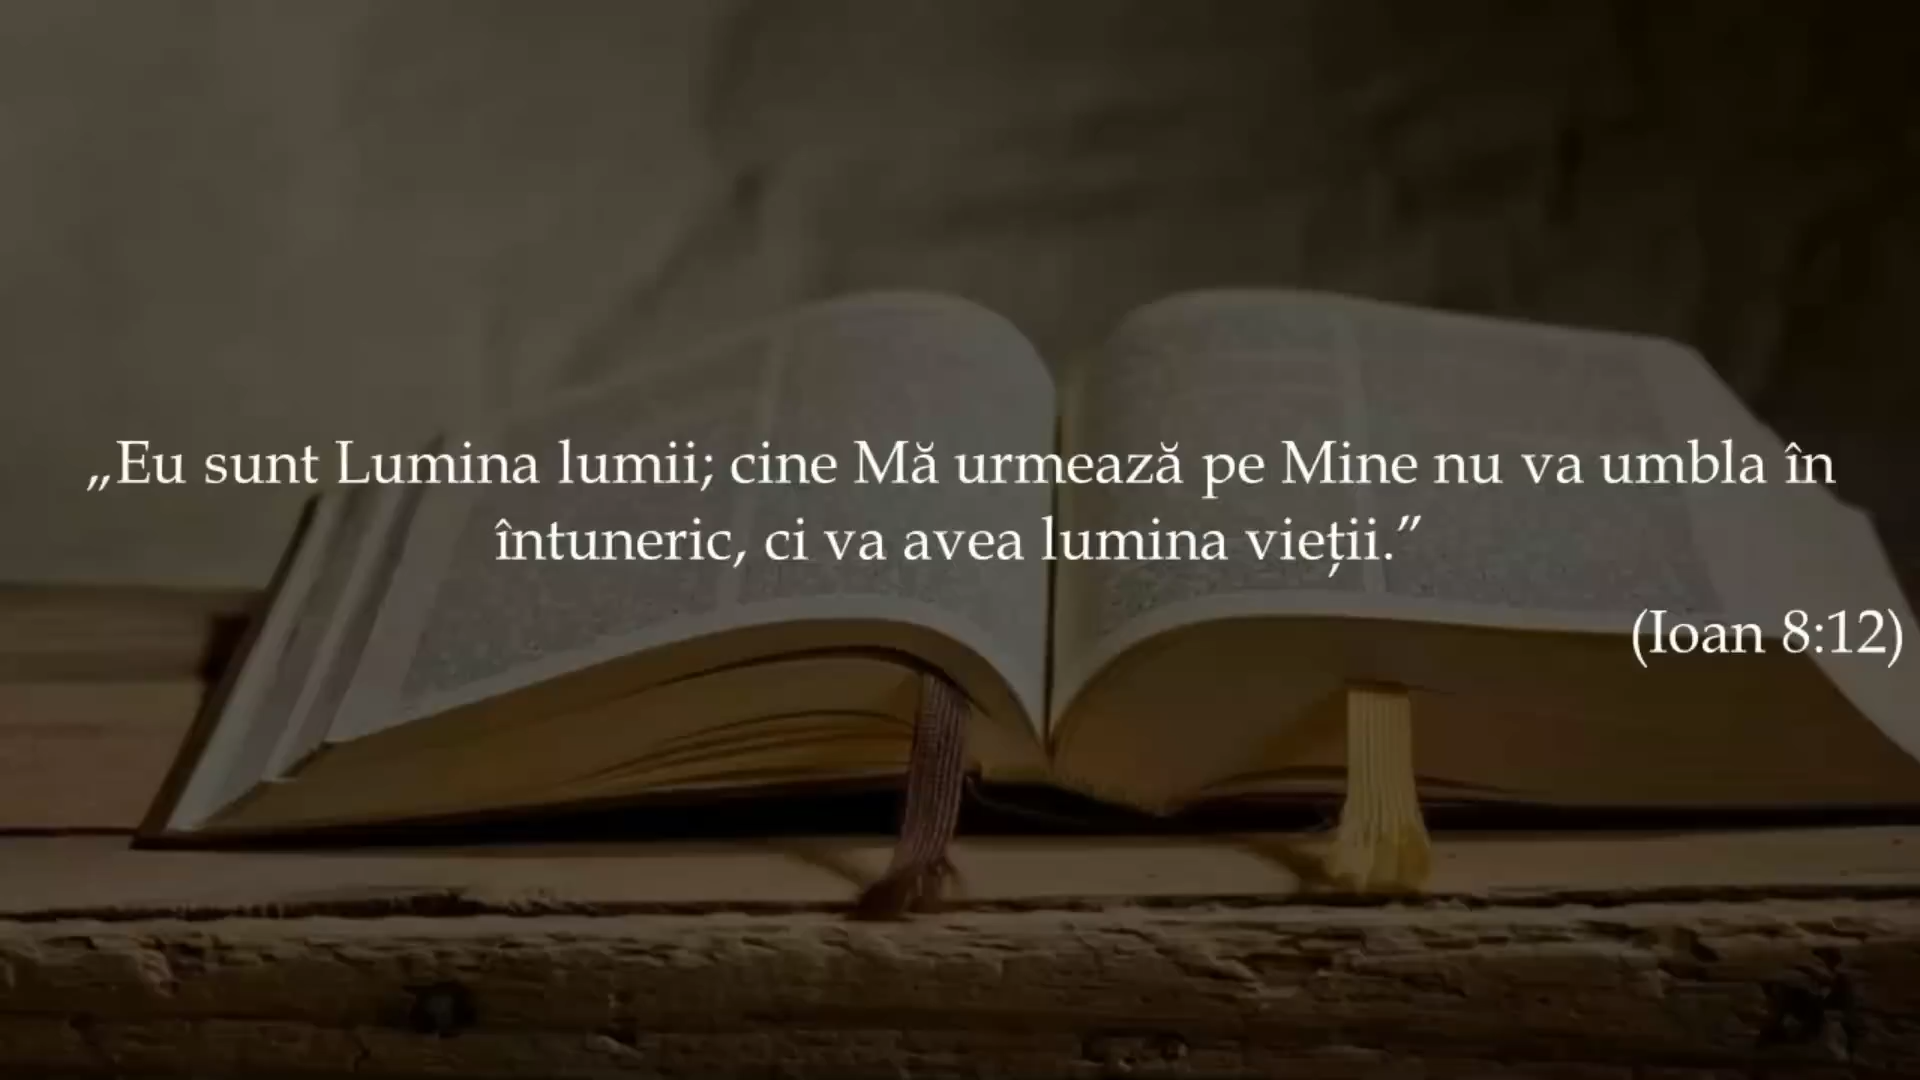 „Eu sunt Lumina lumii; cine Mă urmează pe Mine nu va umbla în
întuneric, ci va avea lumina vieții.”
(Ioan 8:12)